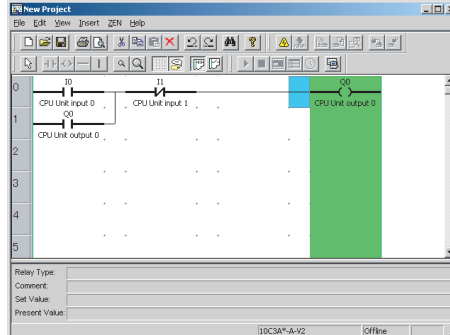 New Project
File Edit View Insert ZEN Help
0
I0 I1 Q0
CPU Unit input 0 CPU Unit input 1 CPU Unit output 0
1
Q0
CPU Unit output 0
2
3
4
5
Relay Type:
Comment:
Set Value:
Present Value:
10C3A*-A-V2 Offline